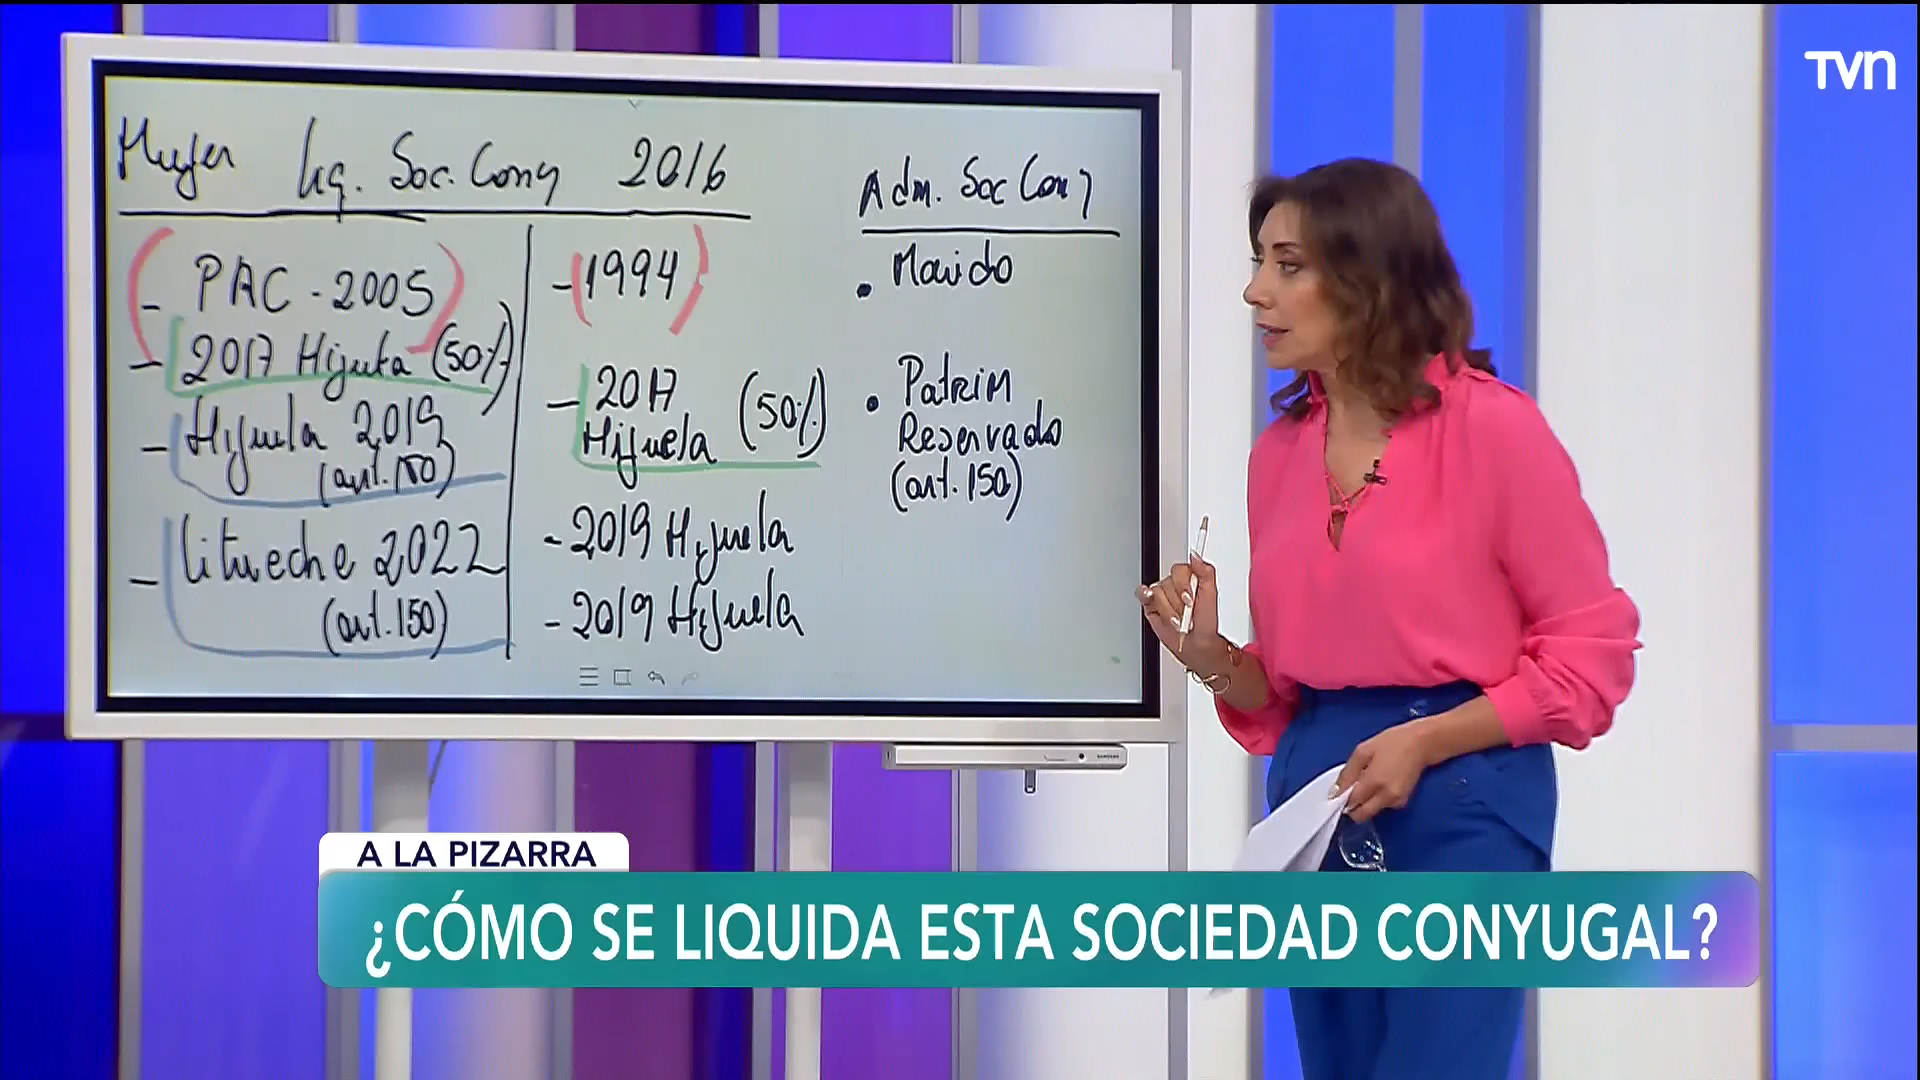 TVN
Mujer Liq. Soc. Cony 2016
- PAC - 2005
- 2017 Hijuela (50%)
- Hijuela 2019
(art. 150)
- Litueche 2022
(art. 150)
- 1994
- 2017
Hijuela (50%)
- 2019 Hijuela
- 2019 Hijuela
Adm. Soc Cony
• Marido
• Patrim
Reservado
(art. 150)
SAMSUNG
A LA PIZARRA
¿CÓMO SE LIQUIDA ESTA SOCIEDAD CONYUGAL?